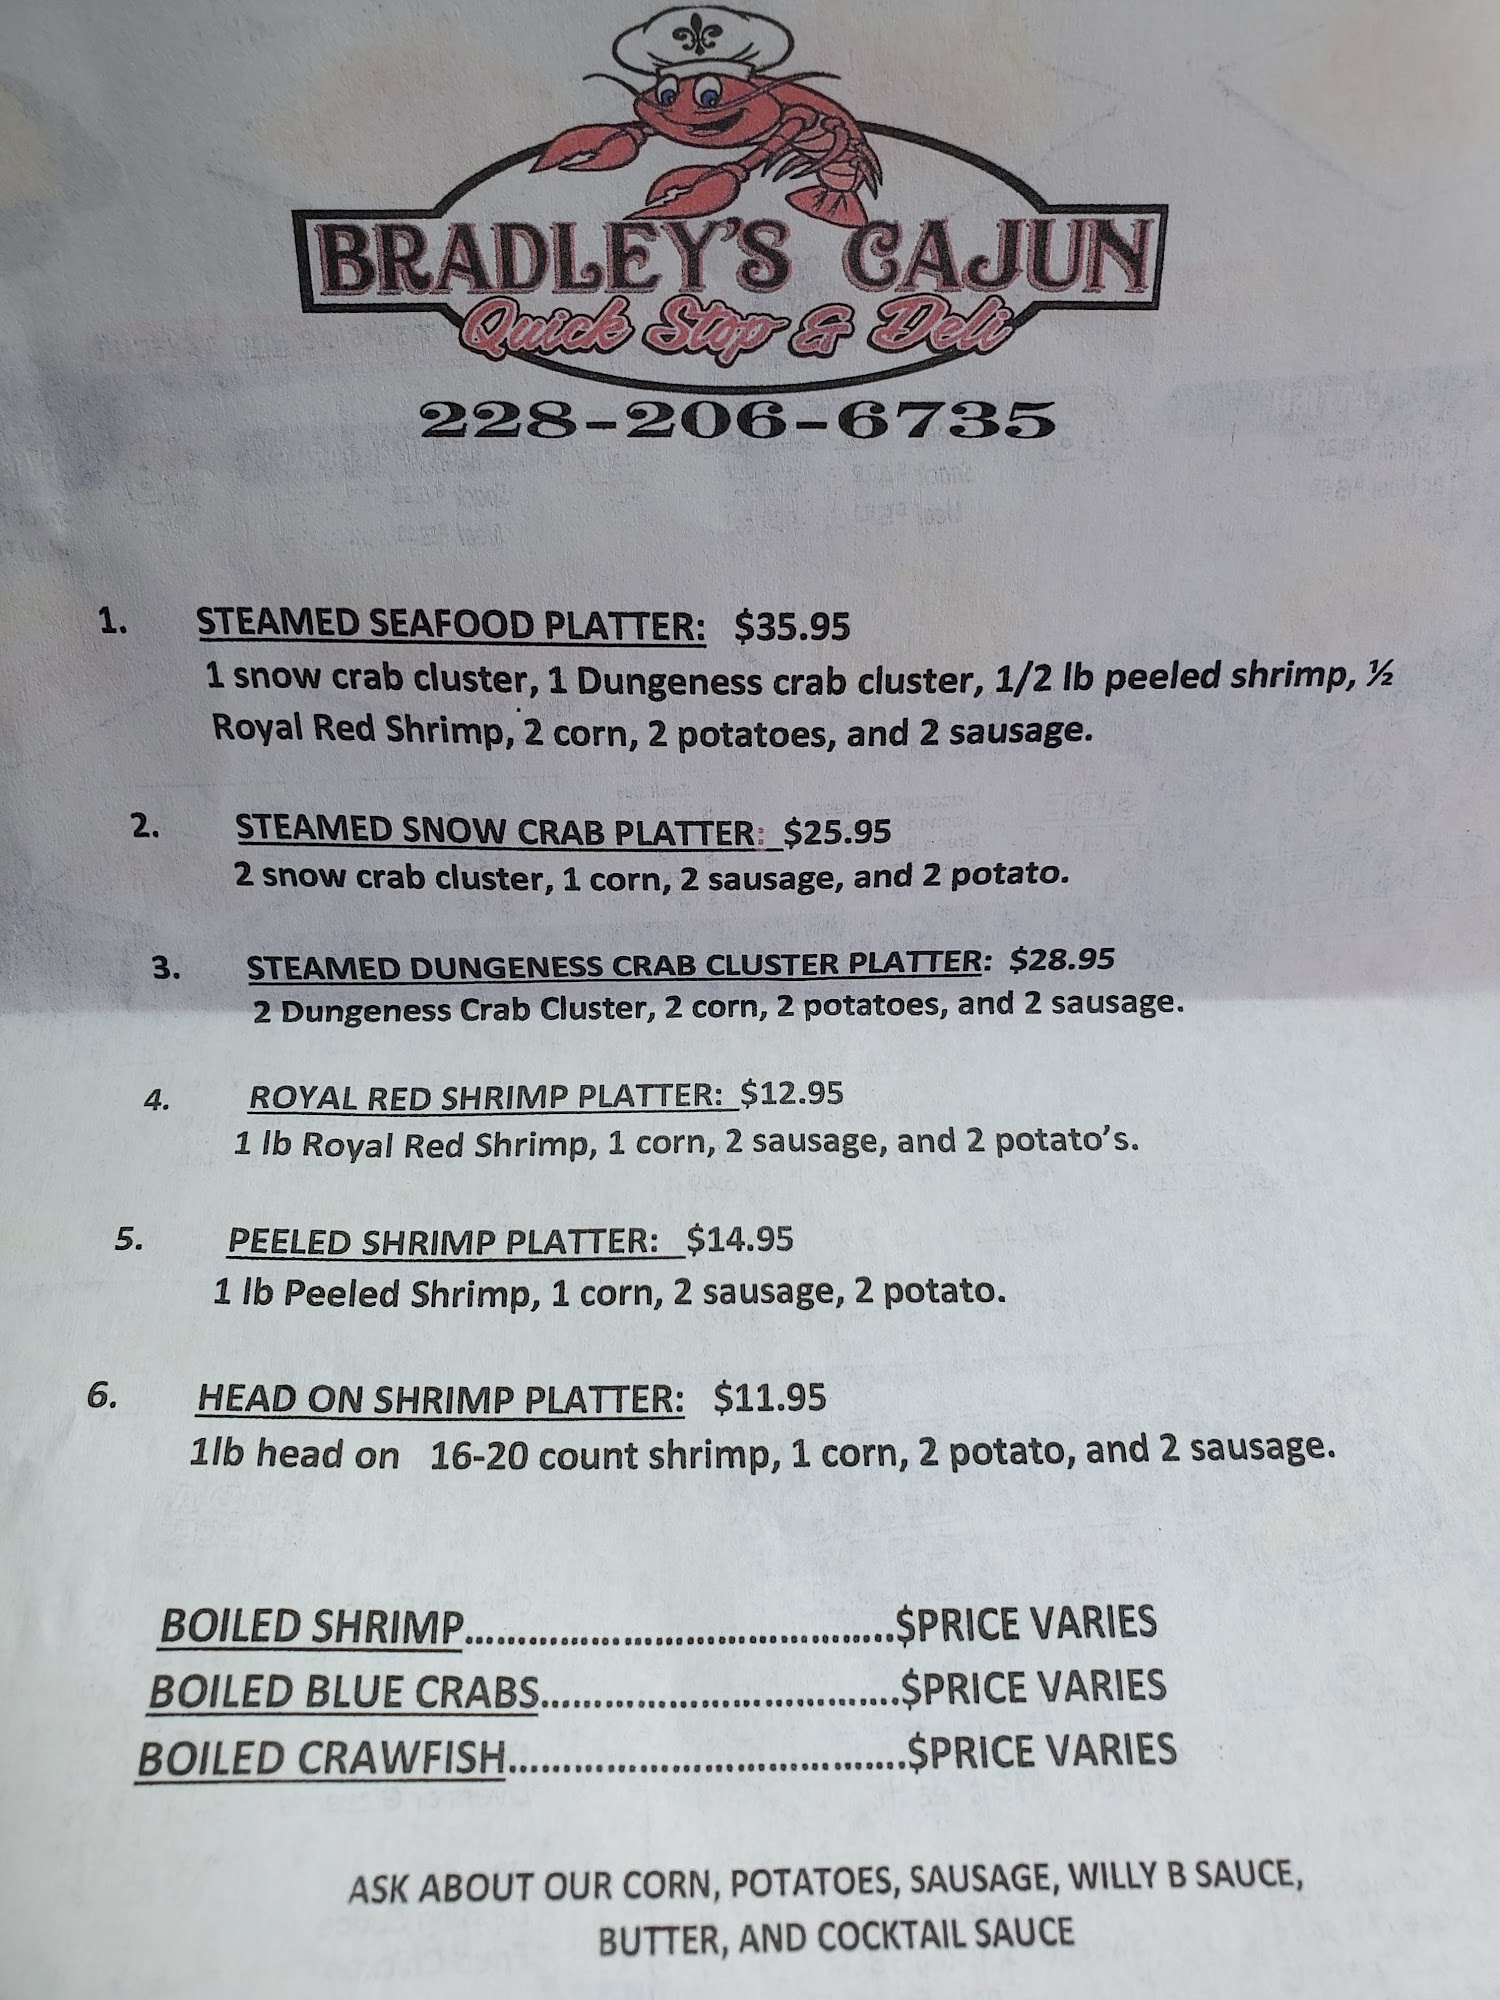 BRADLEY'S CAJUN
Quick Stop & Deli
228-206-6735
1. STEAMED SEAFOOD PLATTER: $35.95
1 snow crab cluster, 1 Dungeness crab cluster, 1/2 lb peeled shrimp, ½
Royal Red Shrimp, 2 corn, 2 potatoes, and 2 sausage.
2. STEAMED SNOW CRAB PLATTER: $25.95
2 snow crab cluster, 1 corn, 2 sausage, and 2 potato.
3. STEAMED DUNGENESS CRAB CLUSTER PLATTER: $28.95
2 Dungeness Crab Cluster, 2 corn, 2 potatoes, and 2 sausage.
4. ROYAL RED SHRIMP PLATTER: $12.95
1 lb Royal Red Shrimp, 1 corn, 2 sausage, and 2 potato's.
5. PEELED SHRIMP PLATTER: $14.95
1 lb Peeled Shrimp, 1 corn, 2 sausage, 2 potato.
6. HEAD ON SHRIMP PLATTER: $11.95
1lb head on 16-20 count shrimp, 1 corn, 2 potato, and 2 sausage.
BOILED SHRIMP........................................$PRICE VARIES
BOILED BLUE CRABS..................................$PRICE VARIES
BOILED CRAWFISH.....................................$PRICE VARIES
ASK ABOUT OUR CORN, POTATOES, SAUSAGE, WILLY B SAUCE,
BUTTER, AND COCKTAIL SAUCE